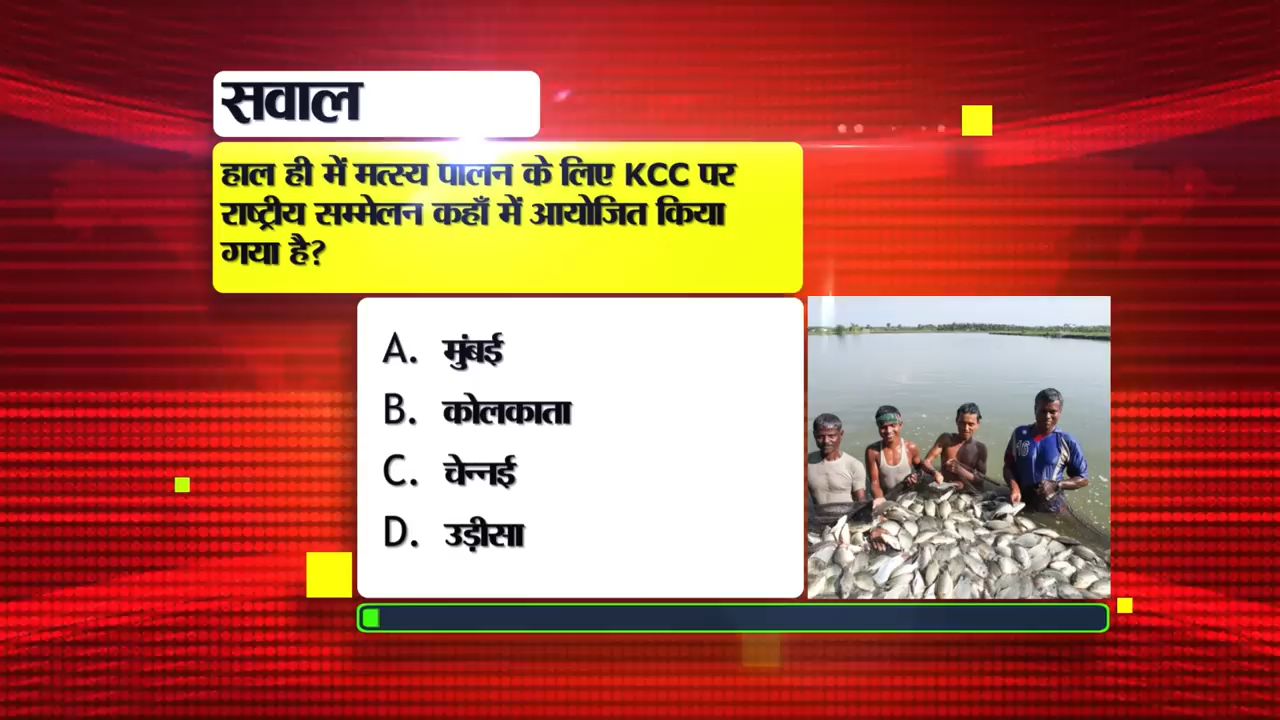 सवाल
हाल ही में मत्स्य पालन के लिए KCC पर
राष्ट्रीय सम्मेलन कहाँ में आयोजित किया
गया है?
A. मुंबई
B. कोलकाता
C. चेन्नई
D. उड़ीसा